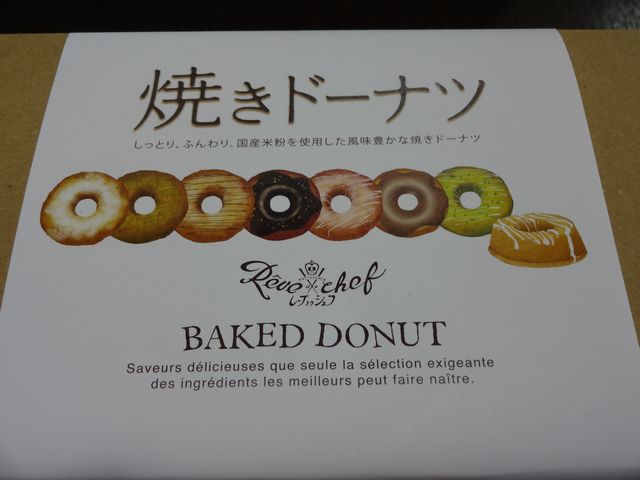 焼きドーナツ
しっとり、ふんわり。国産米粉を使用した風味豊かな焼きドーナツ
Rêve chef
レーブゥシェフ
BAKED DONUT
Saveurs délicieuses que seule la sélection exigeante
des ingrédients les meilleurs peut faire naître.